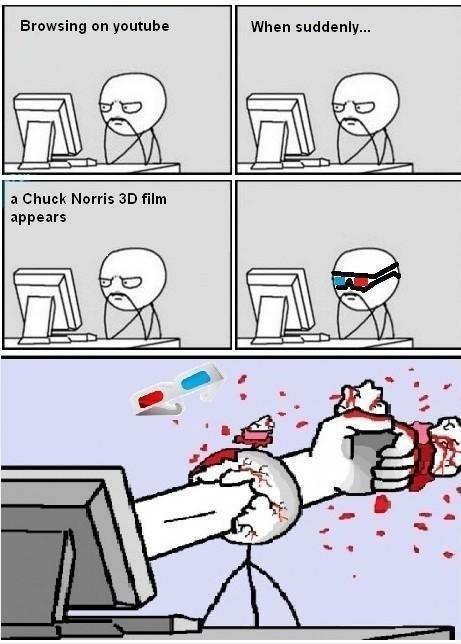 Browsing on youtube
When suddenly...
a Chuck Norris 3D film
appears